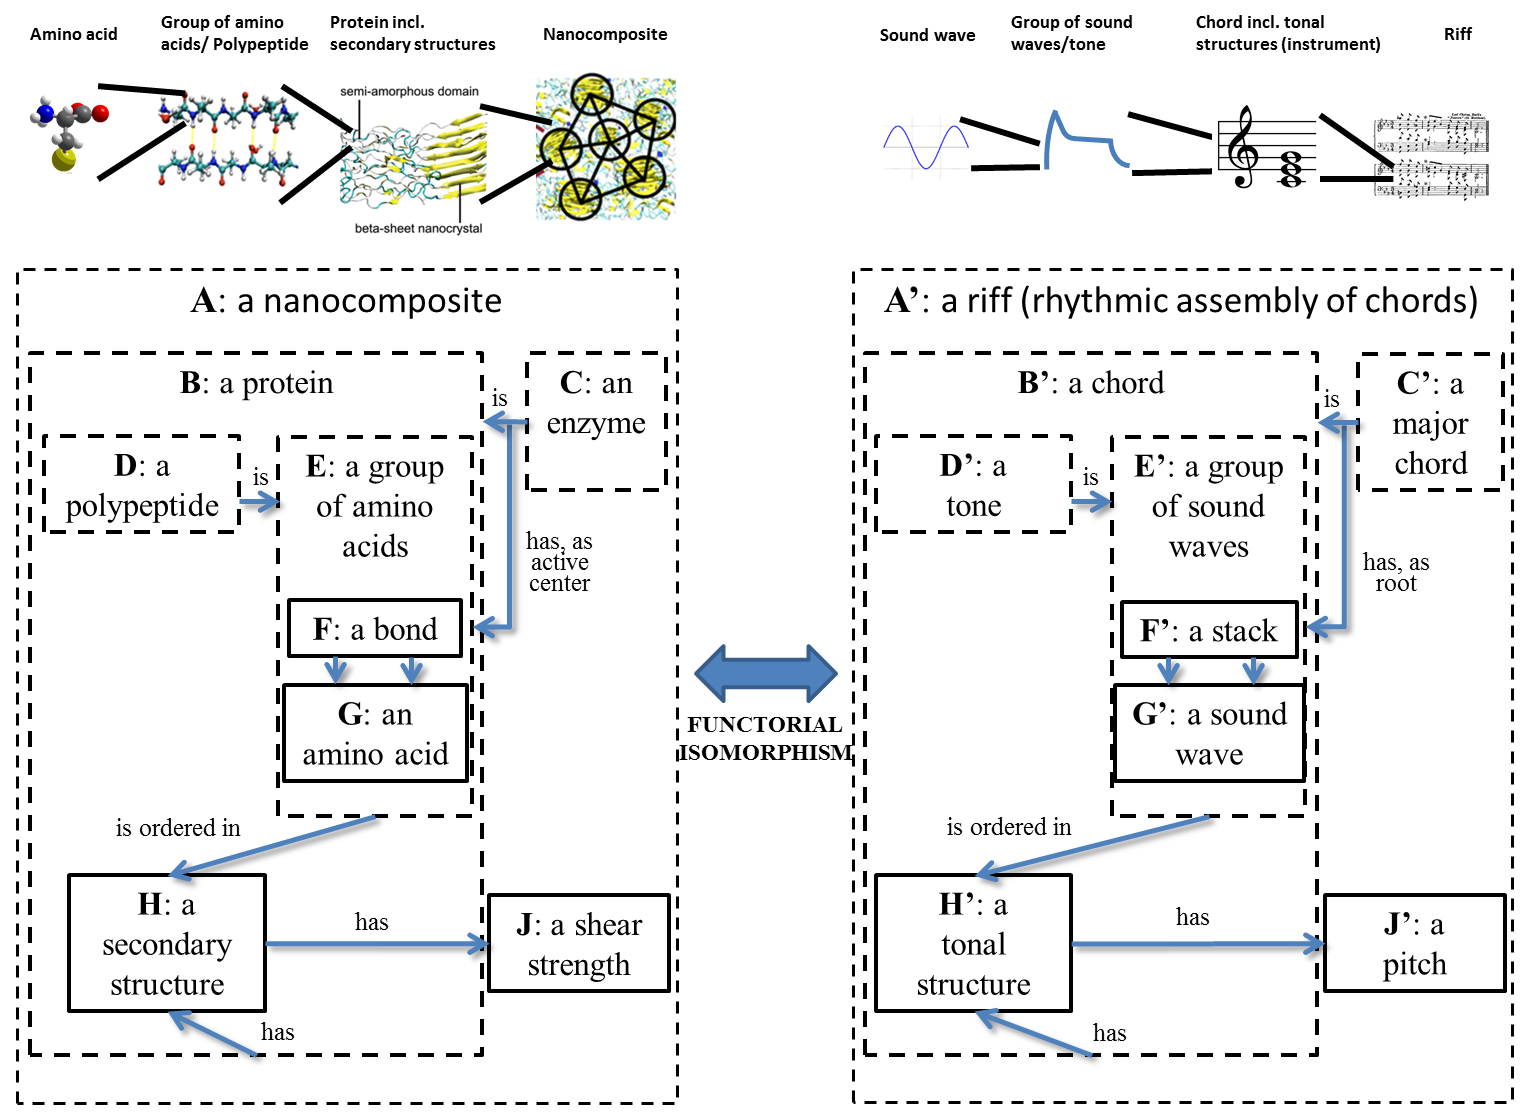 Amino acid
Group of amino
acids/ Polypeptide
Protein incl.
secondary structures
Nanocomposite
Sound wave
Group of sound
waves/tone
Chord incl. tonal
structures (instrument)
Riff
semi-amorphous domain
beta-sheet nanocrystal
A: a nanocomposite
B: a protein
C: an
enzyme
is
D: a
polypeptide
is
E: a group
of amino
acids
has, as
active
center
F: a bond
G: an
amino acid
is ordered in
H: a
secondary
structure
has
J: a shear
strength
has
FUNCTORIAL
ISOMORPHISM
A’: a riff (rhythmic assembly of chords)
B’: a chord
C’: a
major
chord
is
D’: a
tone
is
E’: a group
of sound
waves
has, as
root
F’: a stack
G’: a sound
wave
is ordered in
H’: a
tonal
structure
has
J’: a
pitch
has